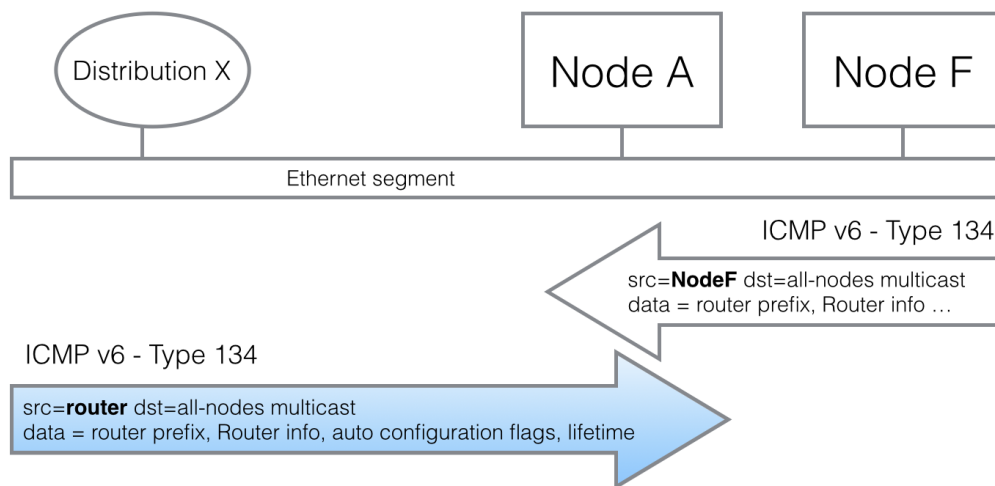 Distribution X
Node A
Node F
Ethernet segment
ICMP v6 - Type 134
src=NodeF dst=all-nodes multicast
data = router prefix, Router info …
ICMP v6 - Type 134
src=router dst=all-nodes multicast
data = router prefix, Router info, auto configuration flags, lifetime